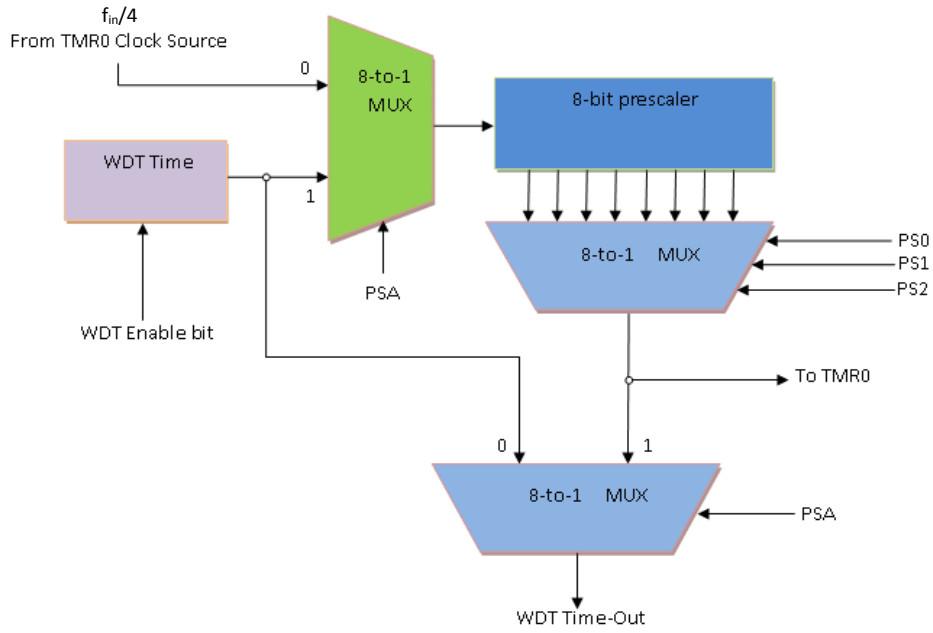 f_in/4
From TMR0 Clock Source
0
8-to-1
MUX
8-bit prescaler
WDT Time
1
8-to-1 MUX
PS0
PS1
PS2
PSA
WDT Enable bit
To TMR0
0
1
8-to-1 MUX
PSA
WDT Time-Out